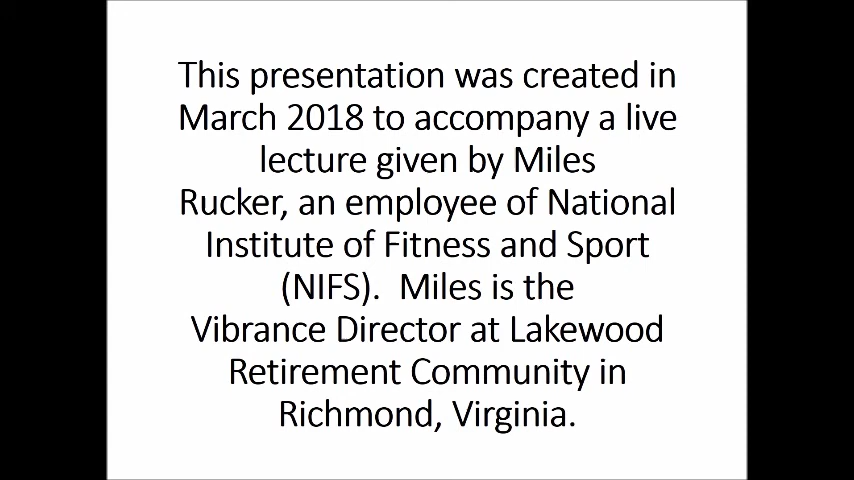 This presentation was created in
March 2018 to accompany a live
lecture given by Miles
Rucker, an employee of National
Institute of Fitness and Sport
(NIFS).  Miles is the
Vibrance Director at Lakewood
Retirement Community in
Richmond, Virginia.